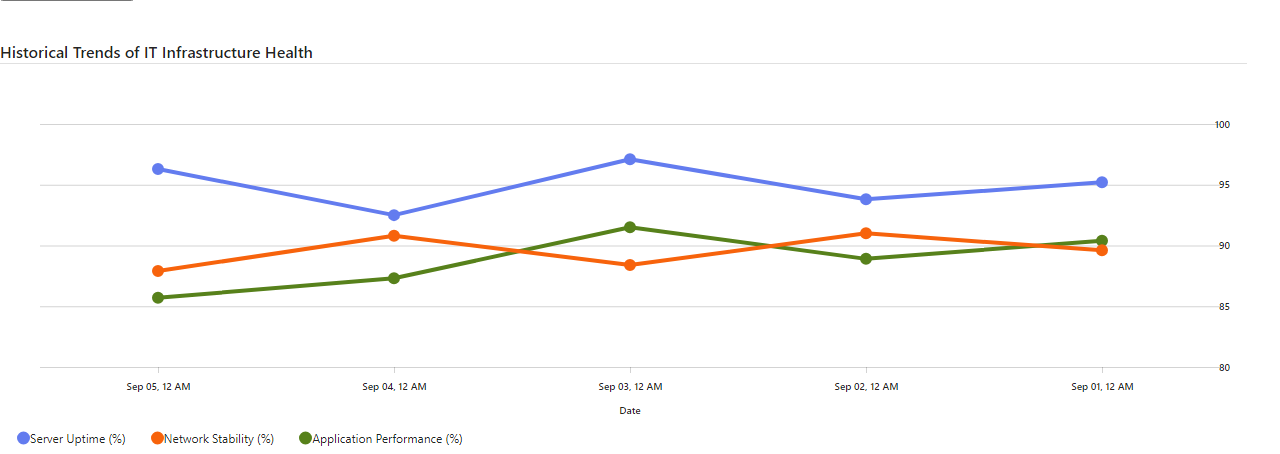 Historical Trends of IT Infrastructure Health
100
95
90
85
80
Sep 05, 12 AM Sep 04, 12 AM Sep 03, 12 AM Sep 02, 12 AM Sep 01, 12 AM
Date
Server Uptime (%) Network Stability (%) Application Performance (%)